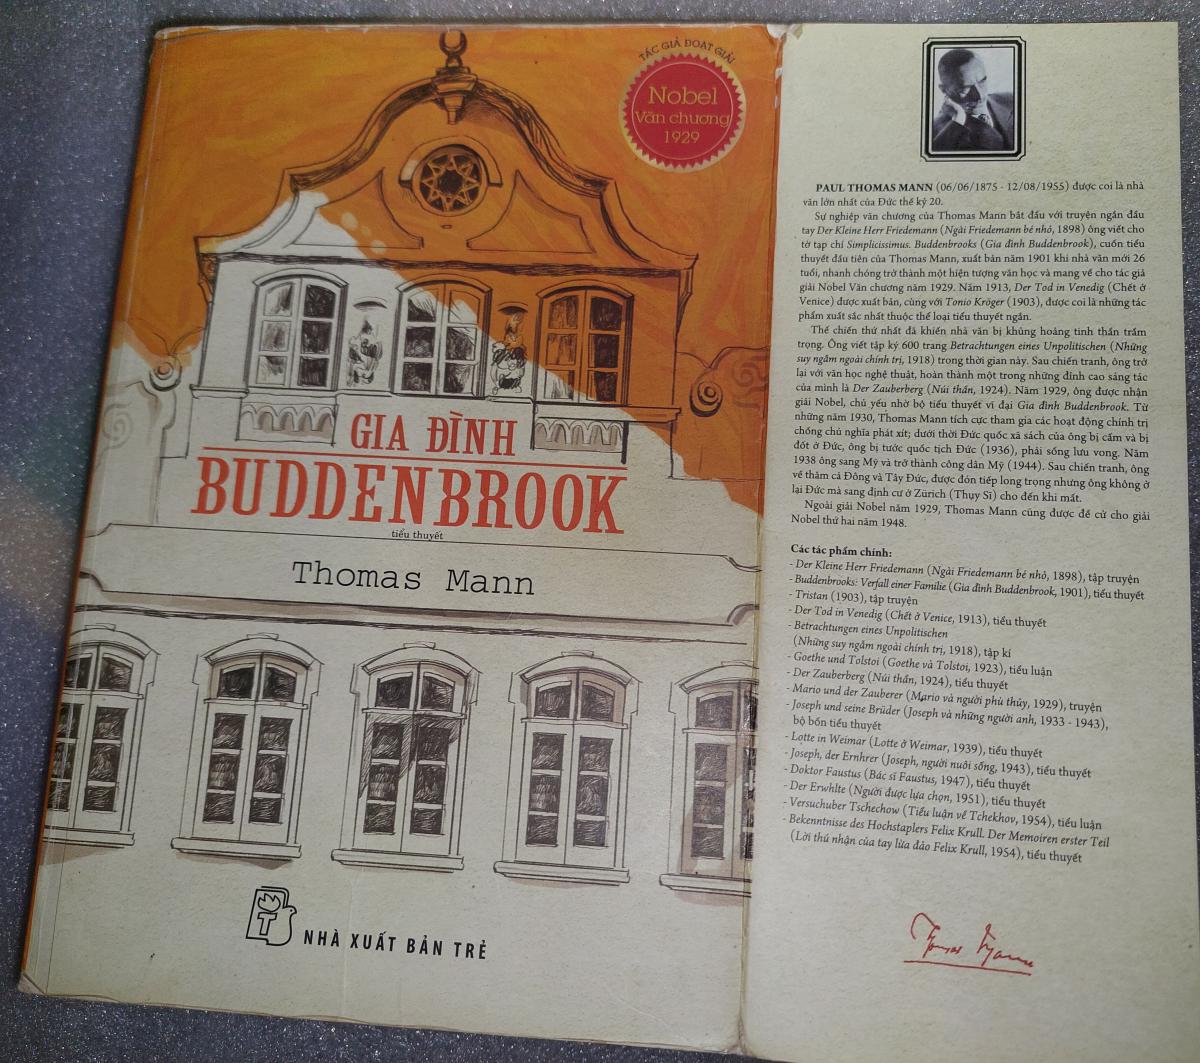 TÁC GIẢ ĐOẠT GIẢI
Nobel
Văn chương
1929
GIA ĐÌNH
BUDDENBROOK
tiểu thuyết
Thomas Mann
T
NHÀ XUẤT BẢN TRẺ
PAUL THOMAS MANN (06/06/1875 - 12/08/1955) được coi là nhà
văn lớn nhất của Đức thế kỷ 20.
Sự nghiệp văn chương của Thomas Mann bắt đầu với truyện ngắn đầu
tay Der Kleine Herr Friedemann (Ngài Friedemann bé nhỏ, 1898) ông viết cho
tờ tạp chí Simplicissimus. Buddenbrooks (Gia đình Buddenbrook), cuốn tiểu
thuyết đầu tiên của Thomas Mann, xuất bản năm 1901 khi nhà văn mới 26
tuổi, nhanh chóng trở thành một hiện tượng văn học và mang về cho tác giả
giải Nobel Văn chương năm 1929. Năm 1913, Der Tod in Venedig (Chết ở
Venice) được xuất bản, cùng với Tonio Kröger (1903), được coi là những tác
phẩm xuất sắc nhất thuộc thể loại tiểu thuyết ngắn.
Thế chiến thứ nhất đã khiến nhà văn bị khủng hoảng tinh thần trầm
trọng. Ông viết tập ký 600 trang Betrachtungen eines Unpolitischen (Những
suy ngẫm ngoài chính trị, 1918) trong thời gian này. Sau chiến tranh, ông trở
lại với văn học nghệ thuật, hoàn thành một trong những đỉnh cao sáng tác
của mình là Der Zauberberg (Núi thần, 1924). Năm 1929, ông được nhận
giải Nobel, chủ yếu nhờ bộ tiểu thuyết vĩ đại Gia đình Buddenbrook. Từ
những năm 1930, Thomas Mann tích cực tham gia các hoạt động chính trị
chống chủ nghĩa phát xít; dưới thời Đức quốc xã sách của ông bị cấm và bị
đốt ở Đức, ông bị tước quốc tịch Đức (1936), phải sống lưu vong. Năm
1938 ông sang Mỹ và trở thành công dân Mỹ (1944). Sau chiến tranh, ông
về thăm cả Đông và Tây Đức, được đón tiếp long trọng nhưng ông không ở
lại Đức mà sang định cư ở Zürich (Thụy Sĩ) cho đến khi mất.
Ngoài giải Nobel năm 1929, Thomas Mann cũng được đề cử cho giải
Nobel thứ hai năm 1948.
Các tác phẩm chính:
- Der Kleine Herr Friedemann (Ngài Friedemann bé nhỏ, 1898), tập truyện
- Buddenbrooks: Verfall einer Familie (Gia đình Buddenbrook, 1901), tiểu thuyết
- Tristan (1903), tập truyện
- Der Tod in Venedig (Chết ở Venice, 1913), tiểu thuyết
- Betrachtungen eines Unpolitischen
(Những suy ngẫm ngoài chính trị, 1918), tập kí
- Goethe und Tolstoi (Goethe và Tolstoi, 1923), tiểu luận
- Der Zauberberg (Núi thần, 1924), tiểu thuyết
- Mario und der Zauberer (Mario và người phù thủy, 1929), truyện
- Joseph und seine Brüder (Joseph và những người anh, 1933 - 1943),
bộ bốn tiểu thuyết
- Lotte in Weimar (Lotte ở Weimar, 1939), tiểu thuyết
- Joseph, der Ernhrer (Joseph, người nuôi sống, 1943), tiểu thuyết
- Doktor Faustus (Bác sĩ Faustus, 1947), tiểu thuyết
- Der Erwhlte (Người được lựa chọn, 1951), tiểu thuyết
- Versuchuber Tschechow (Tiểu luận về Tchekhov, 1954), tiểu luận
- Bekenntnisse des Hochstaplers Felix Krull. Der Memoiren erster Teil
(Lời thú nhận của tay lừa đảo Felix Krull, 1954), tiểu thuyết
Thomas Mann